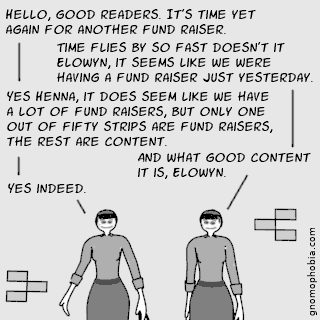 HELLO, GOOD READERS. IT'S TIME YET
AGAIN FOR ANOTHER FUND RAISER.
TIME FLIES BY SO FAST DOESN'T IT
ELOWYN, IT SEEMS LIKE WE WERE
HAVING A FUND RAISER JUST YESTERDAY.
YES HENNA, IT DOES SEEM LIKE WE HAVE
A LOT OF FUND RAISERS, BUT ONLY ONE
OUT OF FIFTY STRIPS ARE FUND RAISERS,
THE REST ARE CONTENT.
AND WHAT GOOD CONTENT
IT IS, ELOWYN.
YES INDEED.
gnomophobia.com